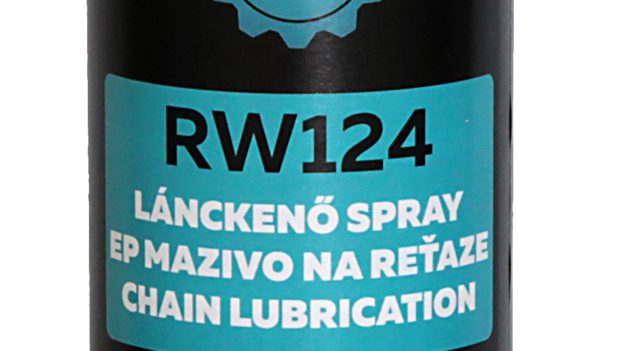 RW124
LÁNCKENŐ SPRAY
EP MAZIVO NA REŤAZE
CHAIN LUBRICATION